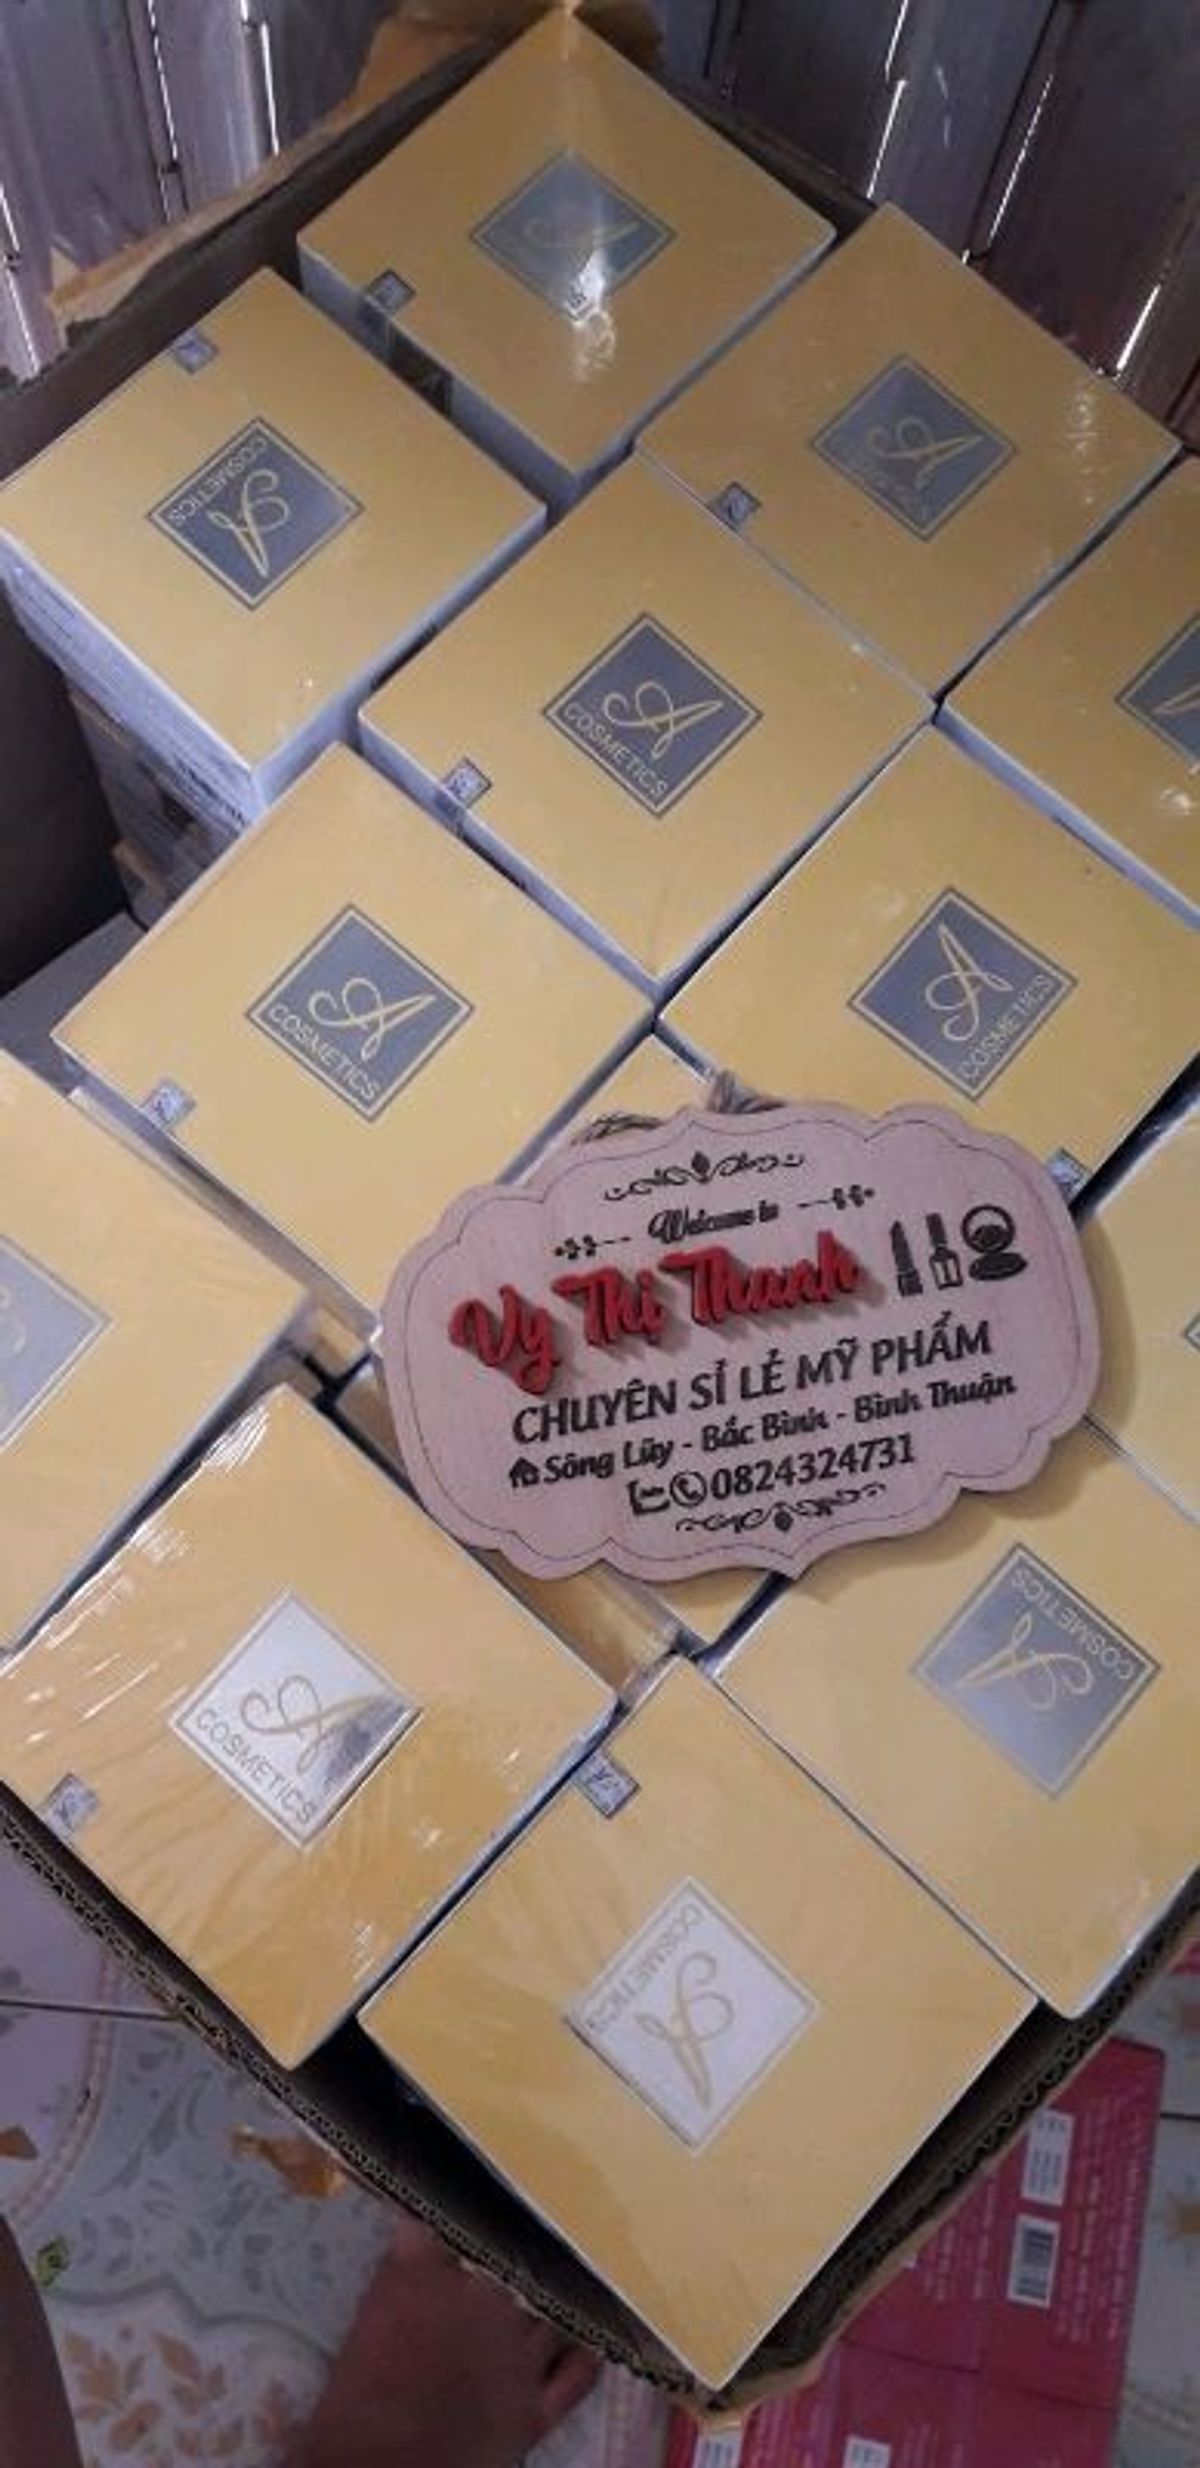 A
A
A
COSMETICS
A
COSMETICS
A
COSMETICS
A
COSMETICS
Welcome to
Vy Thị Thanh
CHUYÊN SỈ LẺ MỸ PHẨM
Sông Lũy - Bắc Bình - Bình Thuận
0824324731
A
COSMETICS
A
COSMETICS
A
COSMETICS